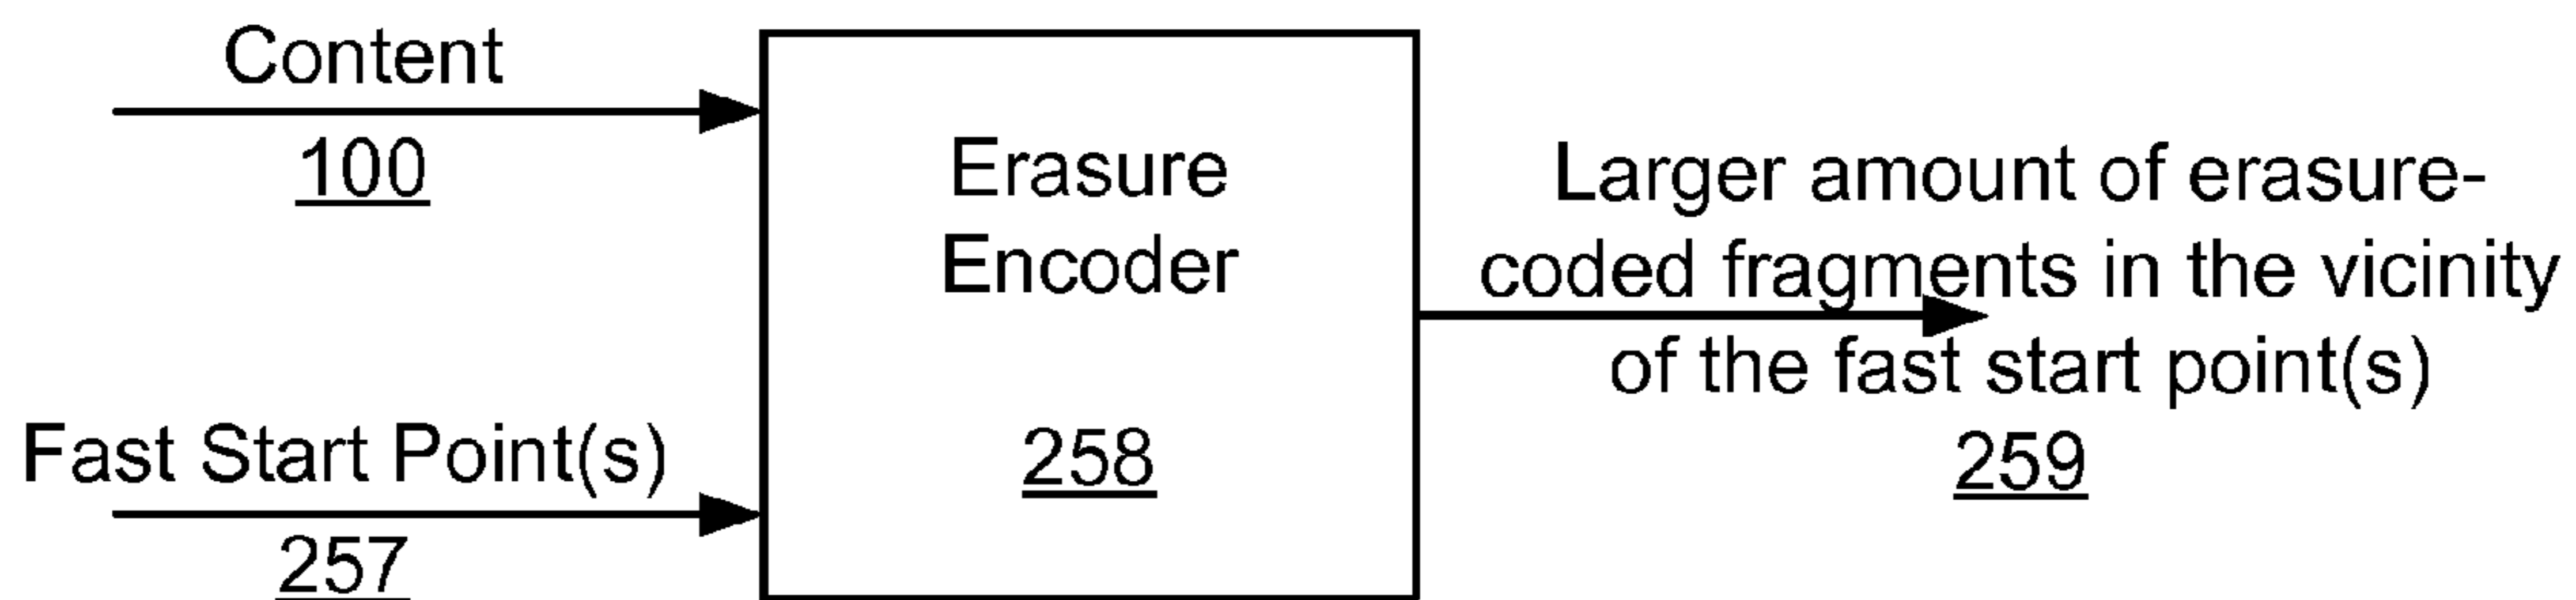 Content
100
Fast Start Point(s)
257
Erasure
Encoder
258
Larger amount of erasure-
coded fragments in the vicinity
of the fast start point(s)
259